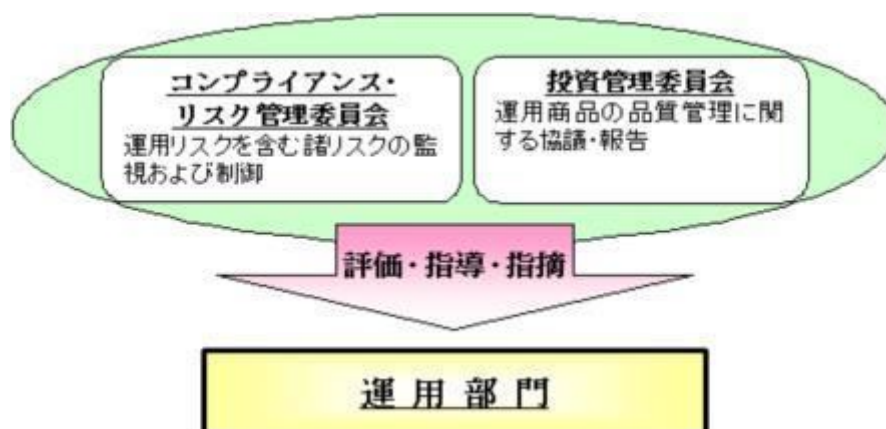 コンプライアンス・
リスク管理委員会
運用リスクを含む諸リスクの監
視および制御
投資管理委員会
運用商品の品質管理に関
する協議・報告
評価・指導・指摘
運用部門